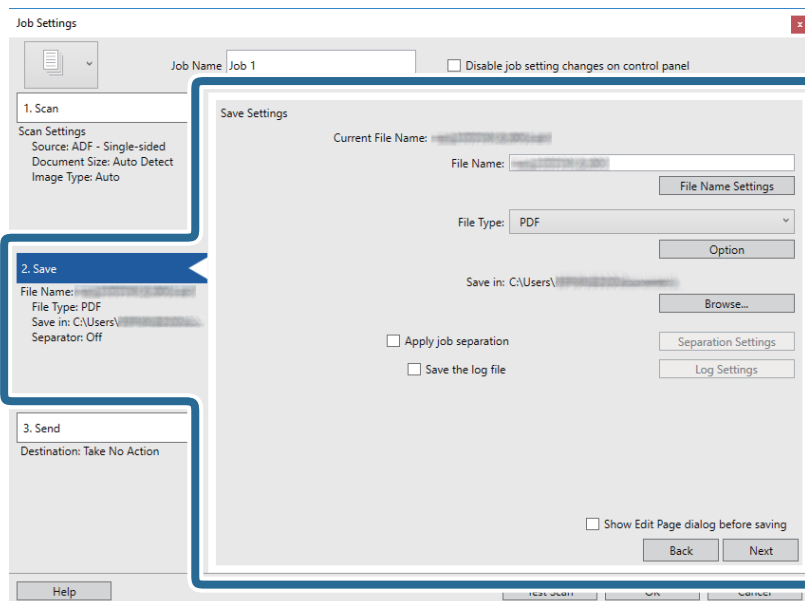 Job Settings
x
Job Name Job 1
Disable job setting changes on control panel
1. Scan
Scan Settings
Source: ADF - Single-sided
Document Size: Auto Detect
Image Type: Auto
2. Save
File Name:
File Type: PDF
Save in: C:\Users\
Separator: Off
3. Send
Destination: Take No Action
Save Settings
Current File Name:
File Name:
File Name Settings
File Type: PDF
Option
Save in: C:\Users\
Browse...
Apply job separation
Separation Settings
Save the log file
Log Settings
Show Edit Page dialog before saving
Back Next
Help Test Scan OK Cancel